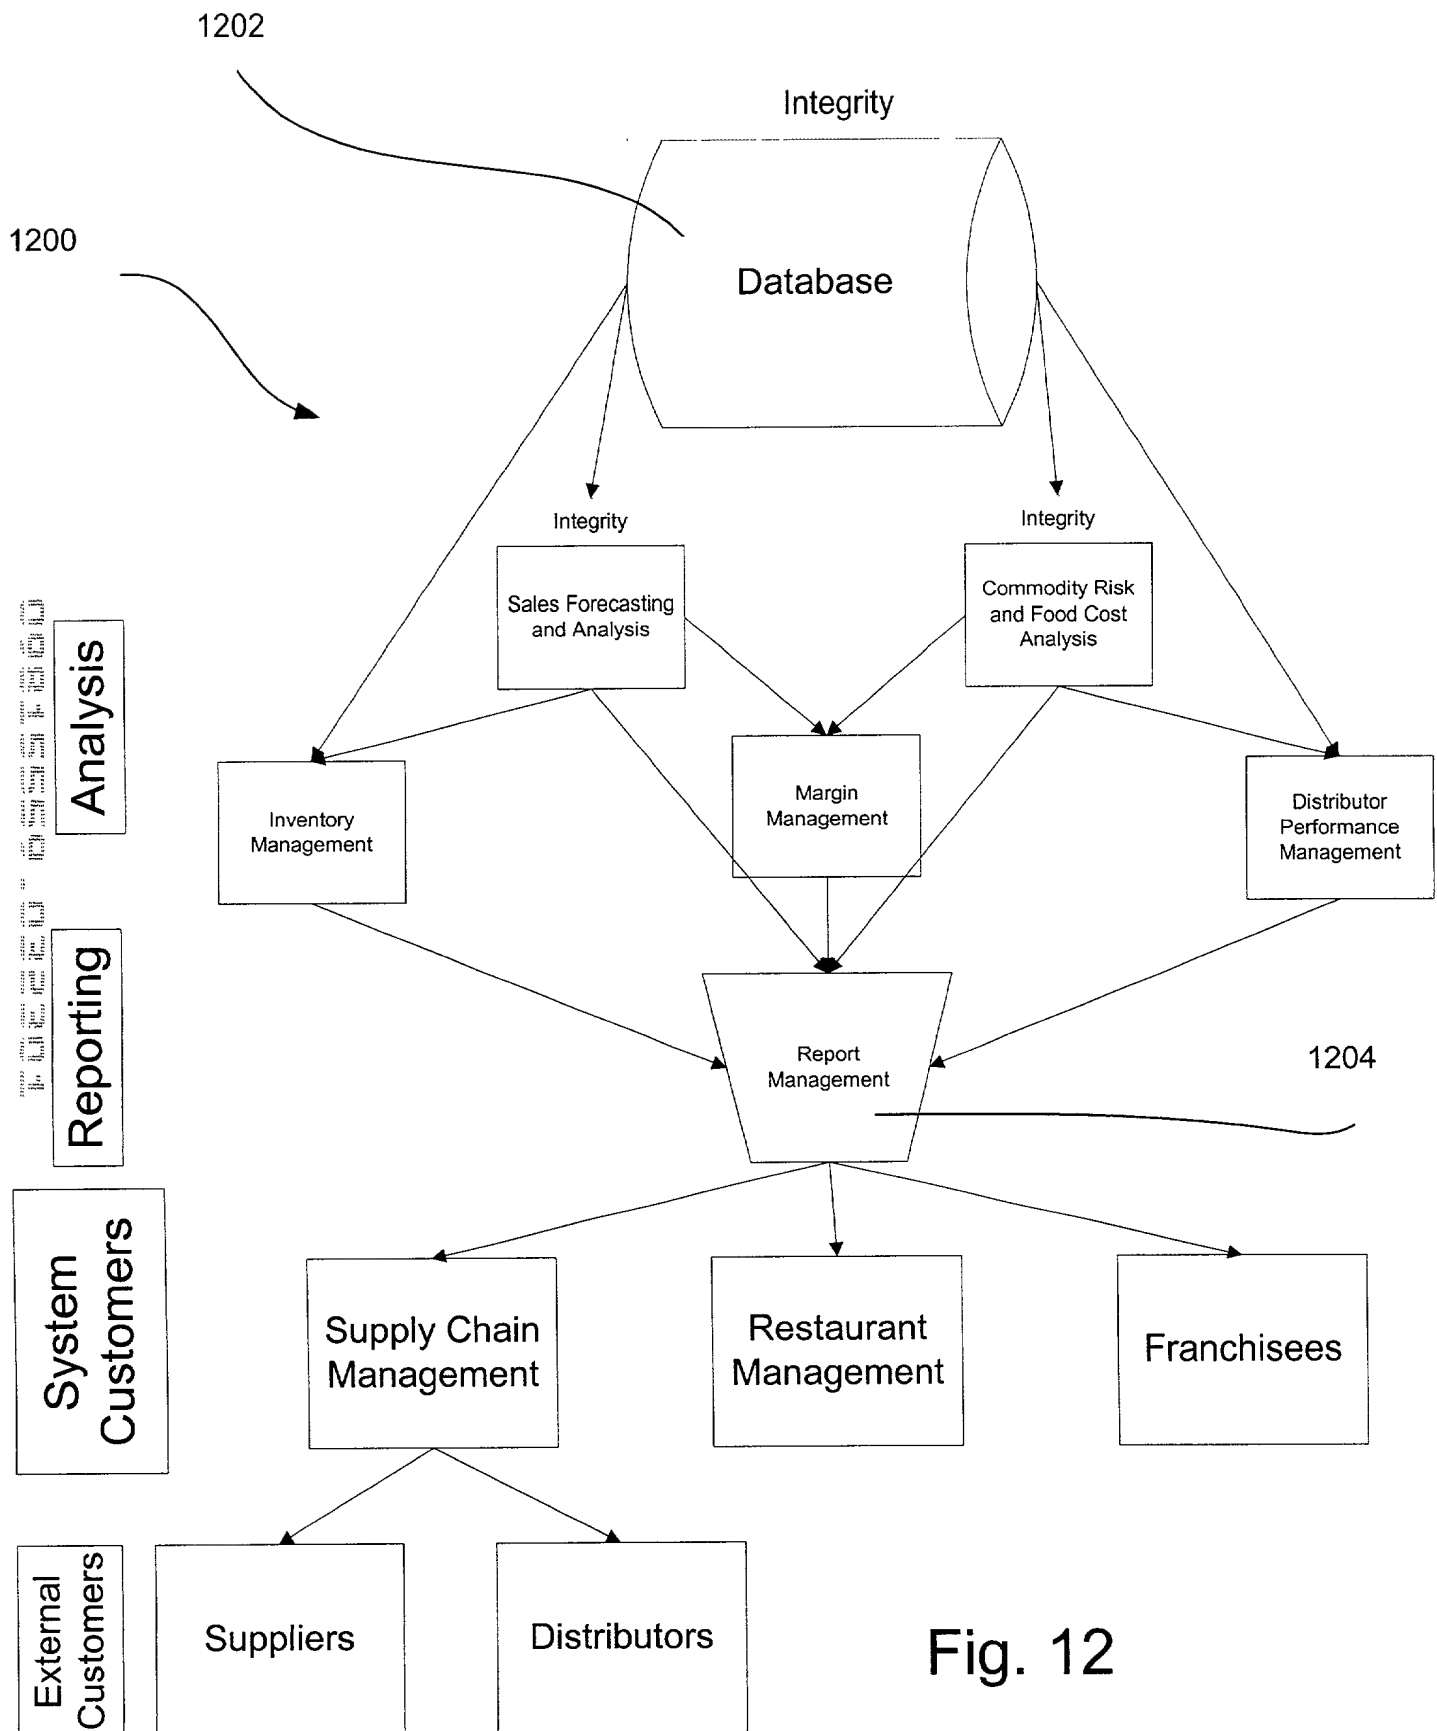 1202
Integrity
1200
Database
Integrity
Integrity
Sales Forecasting
and Analysis
Commodity Risk
and Food Cost
Analysis
Analysis
Inventory
Management
Margin
Management
Distributor
Performance
Management
Reporting
Report
Management
1204
System
Customers
Supply Chain
Management
Restaurant
Management
Franchisees
External
Customers
Suppliers
Distributors
Fig. 12